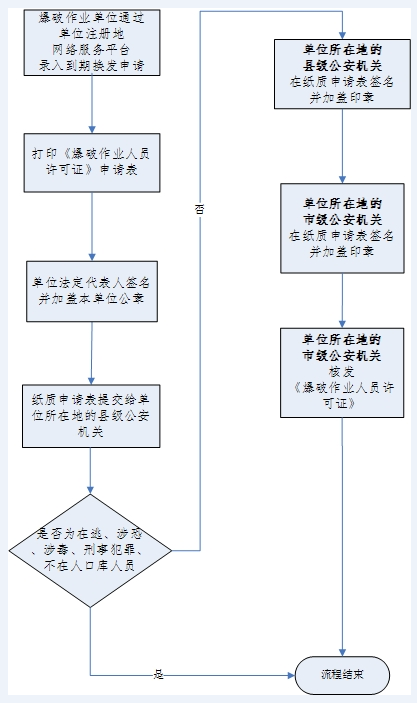 爆破作业单位通过
单位注册地
网络服务平台
录入到期换发申请
打印《爆破作业人员
许可证》申请表
单位法定代表人签名
并加盖本单位公章
纸质申请表提交给单
位所在地的县级公安
机关
是否为在逃、涉恐
、涉毒、刑事犯罪、
不在人口库人员
是
否
单位所在地的
县级公安机关
在纸质申请表签名
并加盖印章
单位所在地的
市级公安机关
在纸质申请表签名
并加盖印章
单位所在地的
市级公安机关
核发
《爆破作业人员许
可证》
流程结束